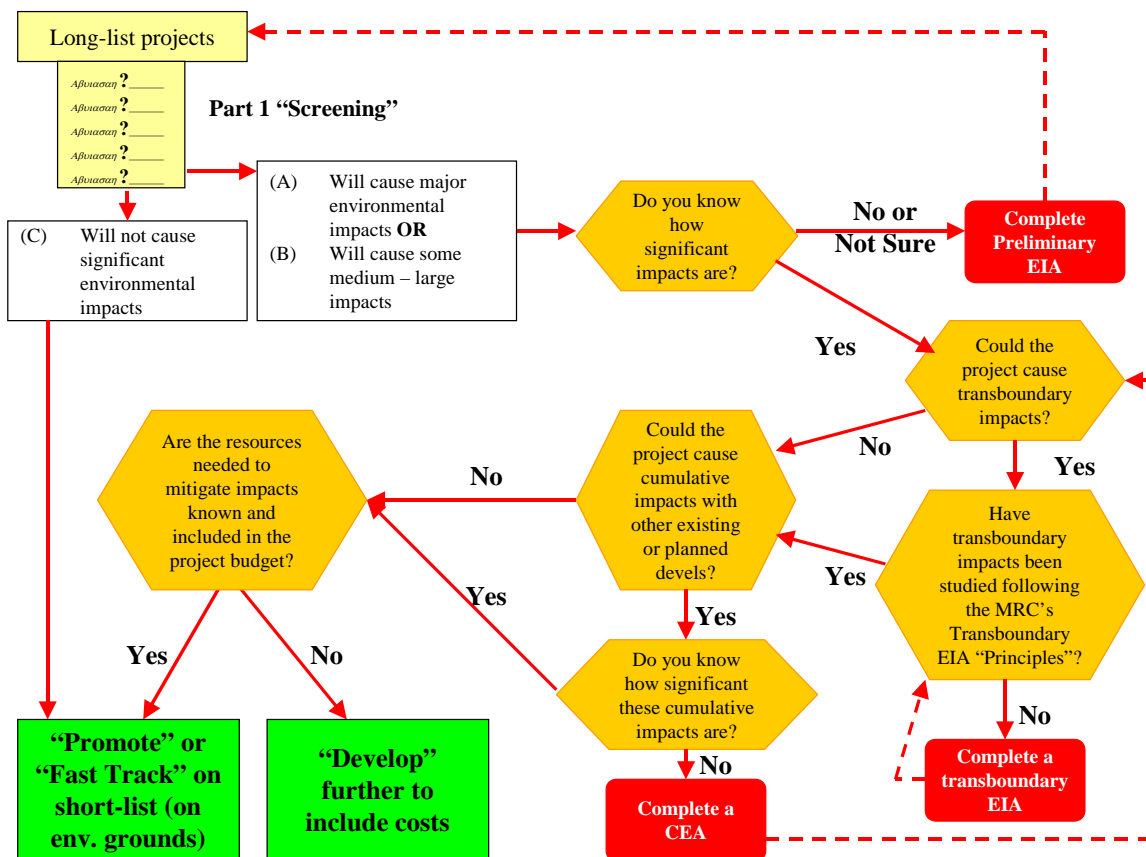 Long-list projects
Αβυιασαη ?____
Αβυιασαη ?____
Αβυιασαη ?____
Αβυιασαη ?____
Αβυιασαη ?____
Part 1 “Screening”
(A) Will cause major
environmental
impacts OR
(B) Will cause some
medium – large
impacts
(C) Will not cause
significant
environmental
impacts
Do you know
how
significant
impacts are?
No or
Not Sure
Complete
Preliminary
EIA
Yes
Could the
project cause
transboundary
impacts?
No
Yes
Have
transboundary
impacts been
studied following
the MRC’s
Transboundary
EIA “Principles”?
Yes
No
Complete a
transboundary
EIA
Could the
project cause
cumulative
impacts with
other existing
or planned
devels?
No
Yes
Do you know
how significant
these cumulative
impacts are?
Yes
No
Complete a
CEA
Are the resources
needed to
mitigate impacts
known and
included in the
project budget?
Yes
No
“Promote” or
“Fast Track” on
short-list (on
env. grounds)
“Develop”
further to
include costs